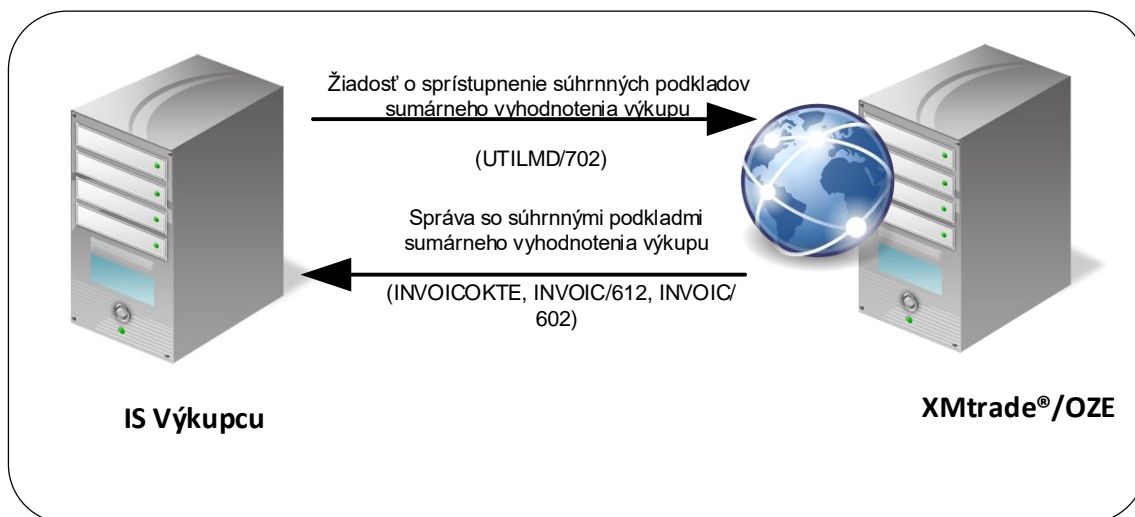 Žiadosť o sprístupnenie súhrnných podkladov
sumárneho vyhodnotenia výkupu
(UTILMD/702)
Správa so súhrnnými podkladmi
sumárneho vyhodnotenia výkupu
(INVOICOKTE, INVOIC/612, INVOIC/
602)
IS Výkupcu
XMtrade®/OZE